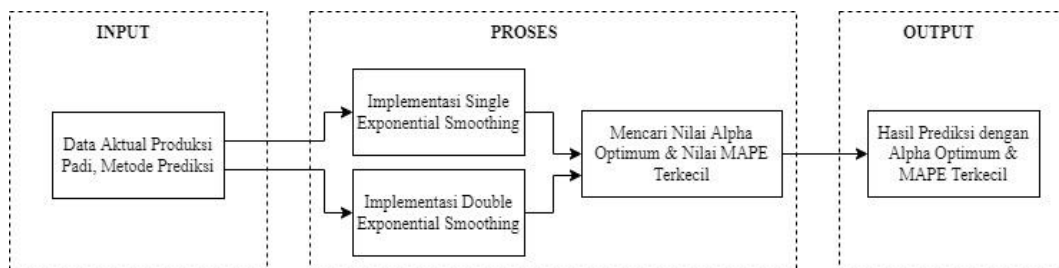 INPUT
Data Aktual Produksi
Padi, Metode Prediksi
PROSES
Implementasi Single
Exponential Smoothing
Implementasi Double
Exponential Smoothing
Mencari Nilai Alpha
Optimum & Nilai MAPE
Terkecil
OUTPUT
Hasil Prediksi dengan
Alpha Optimum &
MAPE Terkecil